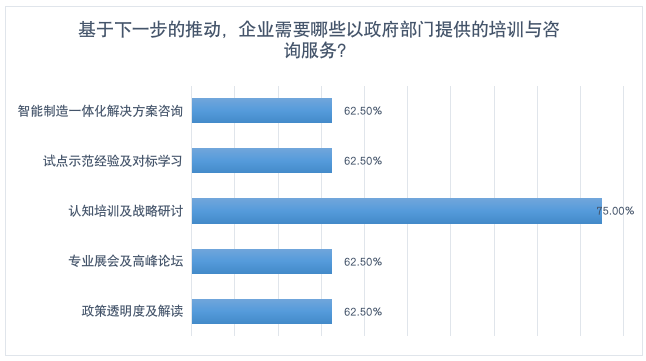 基于下一步的推动，企业需要哪些以政府部门提供的培训与咨
询服务?
智能制造一体化解决方案咨询 62.50%
试点示范经验及对标学习 62.50%
认知培训及战略研讨 75.00%
专业展会及高峰论坛 62.50%
政策透明度及解读 62.50%